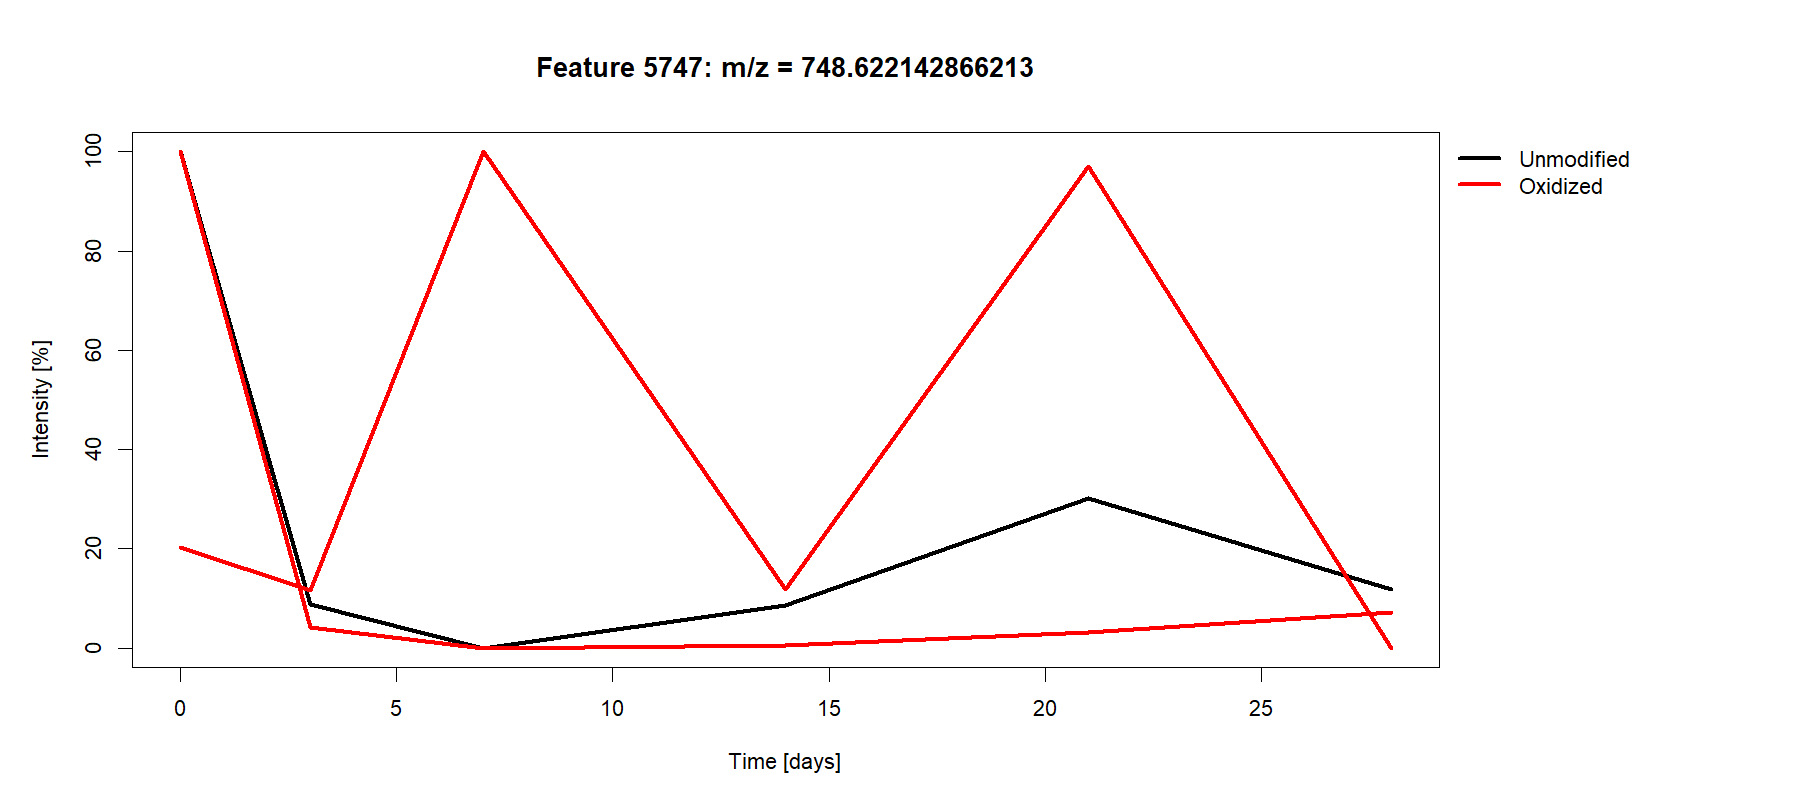 Feature 5747: m/z = 748.622142866213
Unmodified
Oxidized
Intensity [%]
100
80
60
40
20
0
0 5 10 15 20 25
Time [days]